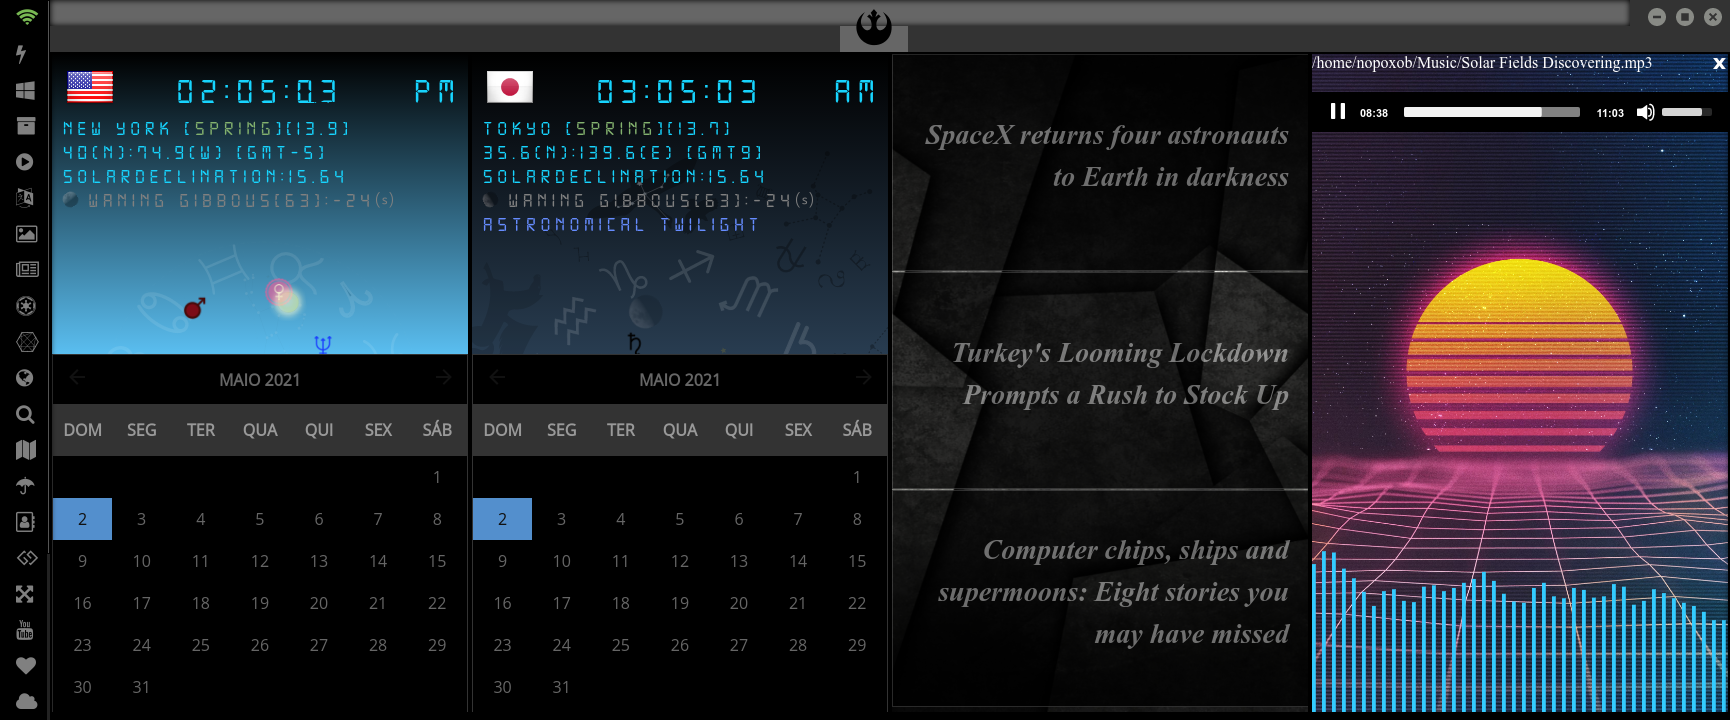 02:05:03 PM
NEW YORK [SPRING][13.9]
40(N):74.9(W) [GMT-5]
SOLARDECLINATION:15.64
WANING GIBBOUS[63]:-24(s)
MAIO 2021
DOM SEG TER QUA QUI SEX SÁB
1
2 3 4 5 6 7 8
9 10 11 12 13 14 15
16 17 18 19 20 21 22
23 24 25 26 27 28 29
30 31
03:05:03 AM
TOKYO [SPRING][13.7]
35.6(N):139.6(E) [GMT9]
SOLARDECLINATION:15.64
WANING GIBBOUS[63]:-24(s)
ASTRONOMICAL TWILIGHT
MAIO 2021
DOM SEG TER QUA QUI SEX SÁB
1
2 3 4 5 6 7 8
9 10 11 12 13 14 15
16 17 18 19 20 21 22
23 24 25 26 27 28 29
30 31
SpaceX returns four astronauts
to Earth in darkness
Turkey's Looming Lockdown
Prompts a Rush to Stock Up
Computer chips, ships and
supermoons: Eight stories you
may have missed
/home/nopoxob/Music/Solar Fields Discovering.mp3 x
08:38 11:03
You
Tube